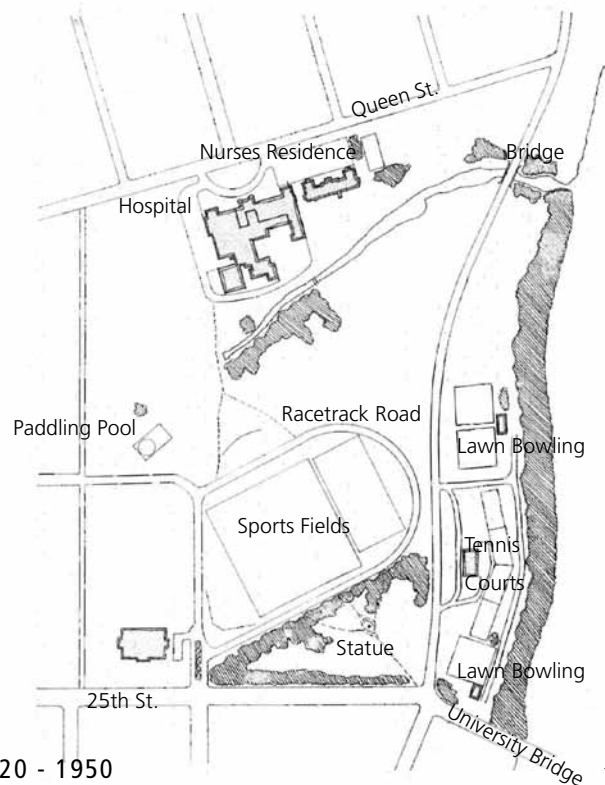 Queen St.
Nurses Residence
Bridge
Hospital
Racetrack Road
Paddling Pool
Lawn Bowling
Sports Fields
Tennis
Courts
Statue
Lawn Bowling
25th St.
University Bridge
20 - 1950